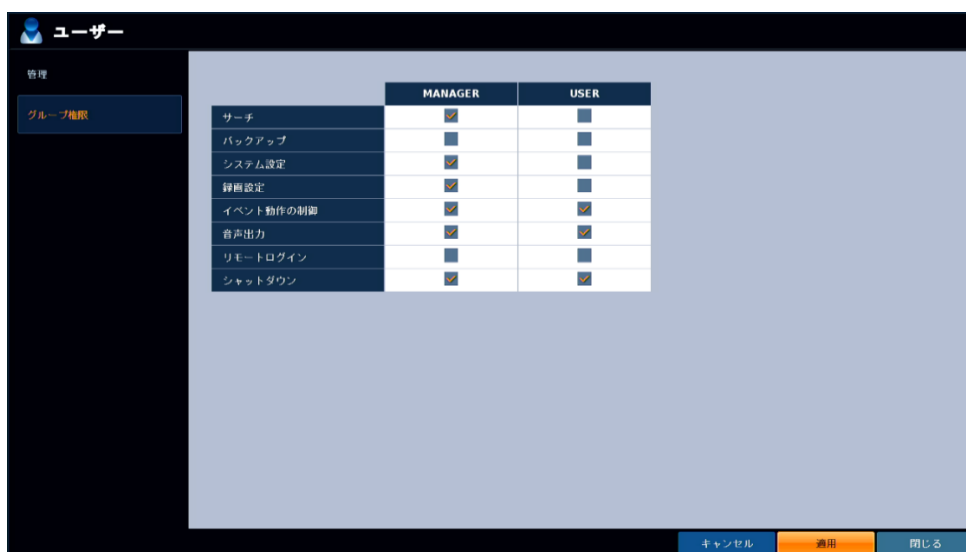 ユーザー
管理
グループ権限
MANAGER USER
サーチ
バックアップ
システム設定
録画設定
イベント動作の制御
音声出力
リモートログイン
シャットダウン
キャンセル 適用 閉じる